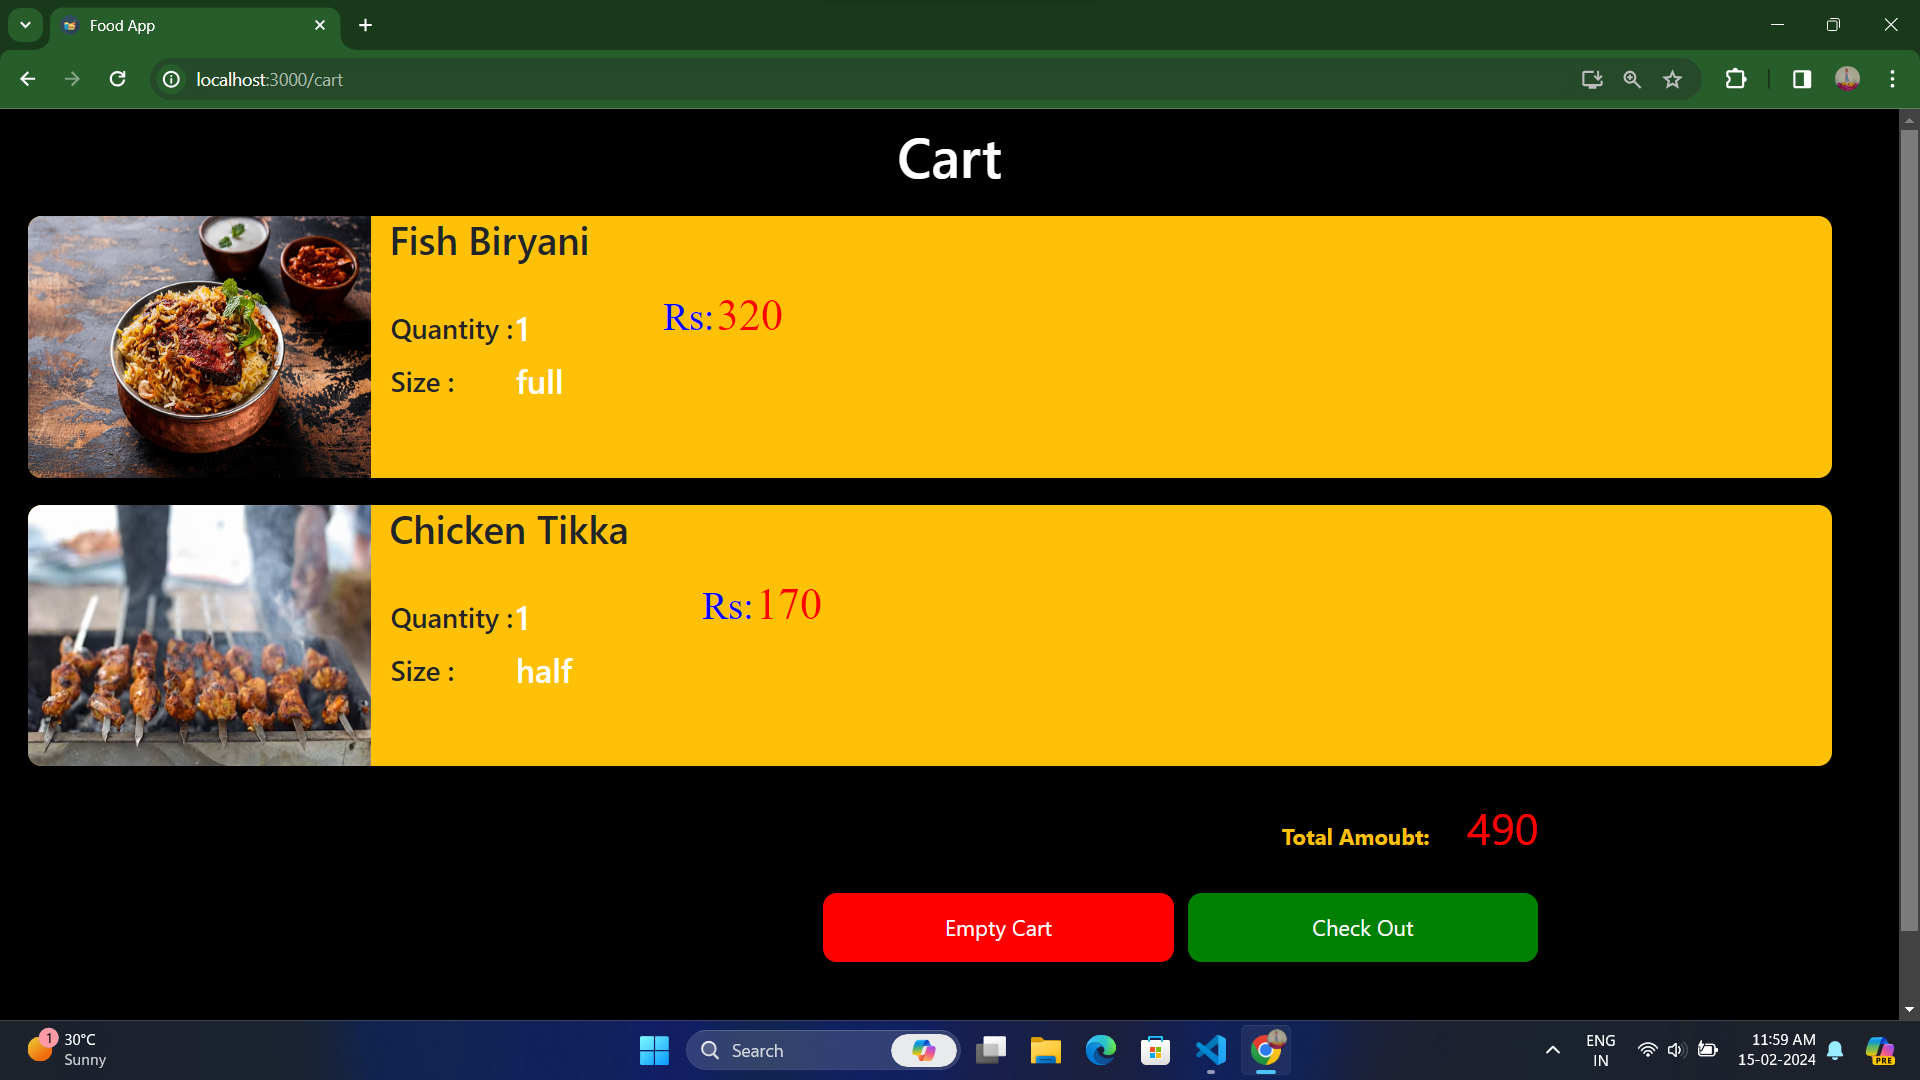 Food App
localhost:3000/cart
Cart
Fish Biryani
Quantity :1
Rs:320
Size : full
Chicken Tikka
Quantity :1
Rs:170
Size : half
Total Amoubt: 490
Empty Cart
Check Out
1
30°C
Sunny
Search
ENG
IN
11:59 AM
15-02-2024
PRE